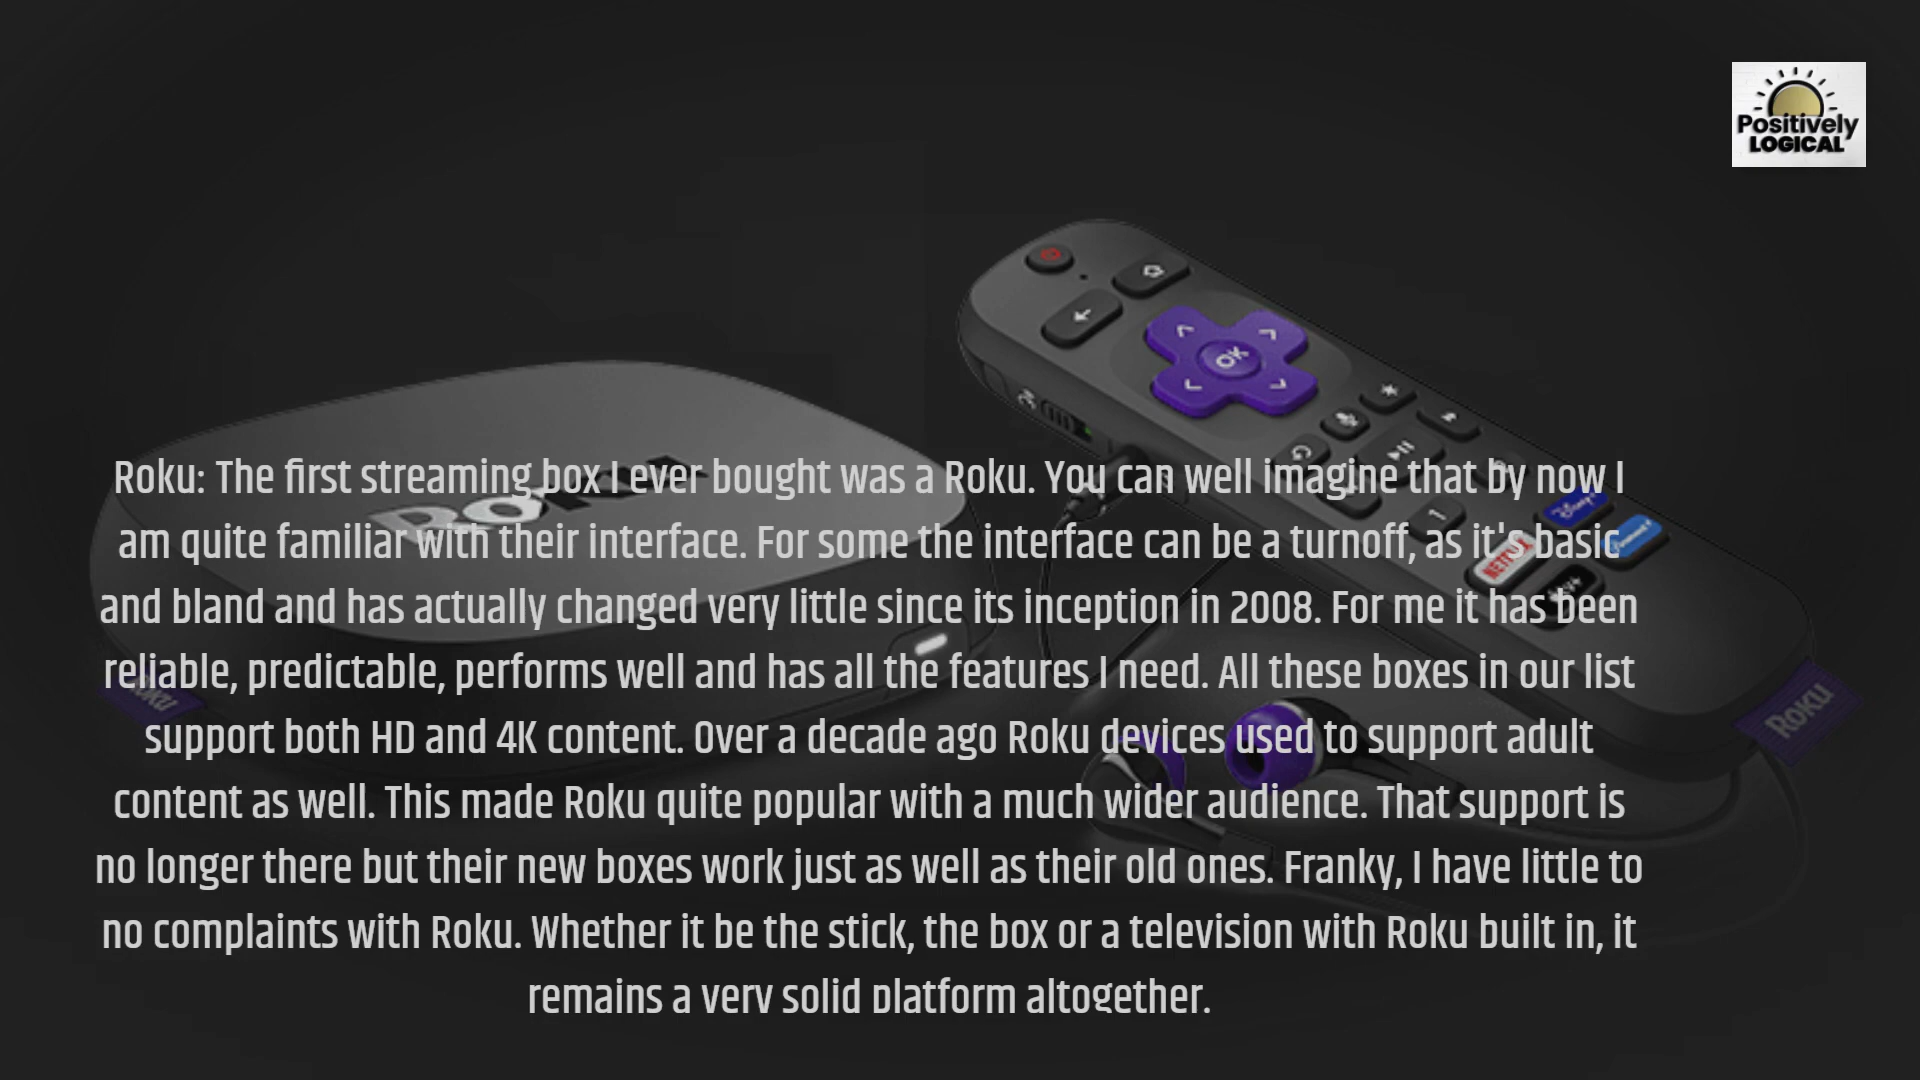 Positively
LOGICAL
OK
Roku: The first streaming box I ever bought was a Roku. You can well imagine that by now I
am quite familiar with their interface. For some the interface can be a turnoff, as it's basic
and bland and has actually changed very little since its inception in 2008. For me it has been
reliable, predictable, performs well and has all the features I need. All these boxes in our list
support both HD and 4K content. Over a decade ago Roku devices used to support adult
content as well. This made Roku quite popular with a much wider audience. That support is
no longer there but their new boxes work just as well as their old ones. Franky, I have little to
no complaints with Roku. Whether it be the stick, the box or a television with Roku built in, it
remains a very solid platform altogether.
Disney+
NETFLIX
Roku
Roku